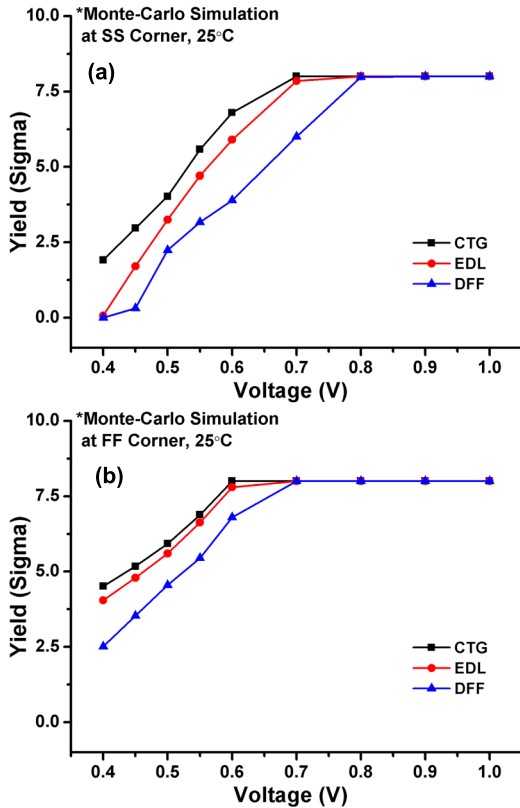 *Monte-Carlo Simulation
at SS Corner, 25°C
(a)
10.0
7.5
5.0
2.5
0.0
Yield (Sigma)
CTG
EDL
DFF
0.4 0.5 0.6 0.7 0.8 0.9 1.0
Voltage (V)
*Monte-Carlo Simulation
at FF Corner, 25°C
(b)
10.0
7.5
5.0
2.5
0.0
Yield (Sigma)
CTG
EDL
DFF
0.4 0.5 0.6 0.7 0.8 0.9 1.0
Voltage (V)